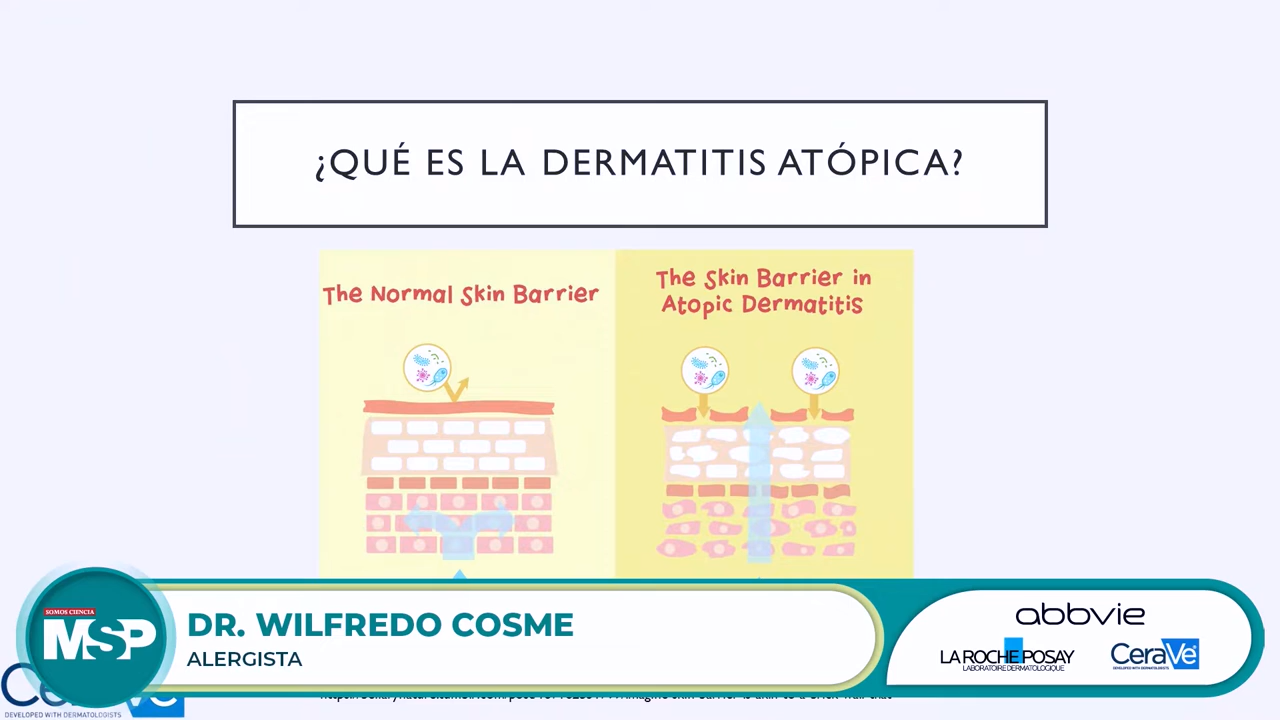 ¿QUÉ ES LA DERMATITIS ATÓPICA?
The Normal Skin Barrier
The Skin Barrier in
Atopic Dermatitis
SOMOS CIENCIA
MSP
DR. WILFREDO COSME
ALERGISTA
abbvie
LA ROCHE POSAY
LABORATOIRE DERMATOLOGIQUE
CeraVe
DEVELOPED WITH DERMATOLOGISTS
DEVELOPED WITH DERMATOLOGISTS